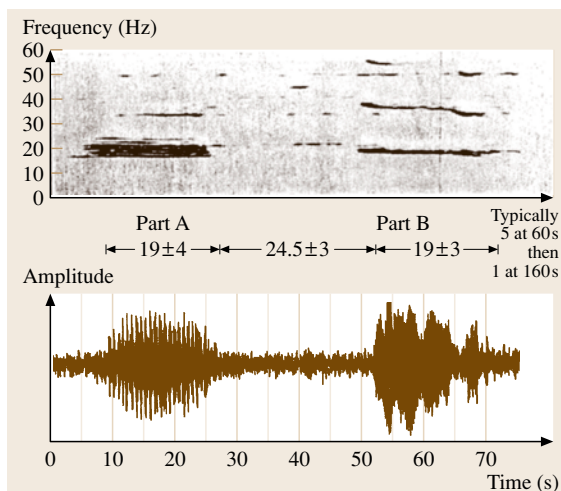 Frequency (Hz)
60
50
40
30
20
10
0
Part A
Part B
Typically
5 at 60s
then
1 at 160s
19±4
24.5±3
19±3
Amplitude
0 10 20 30 40 50 60 70
Time (s)